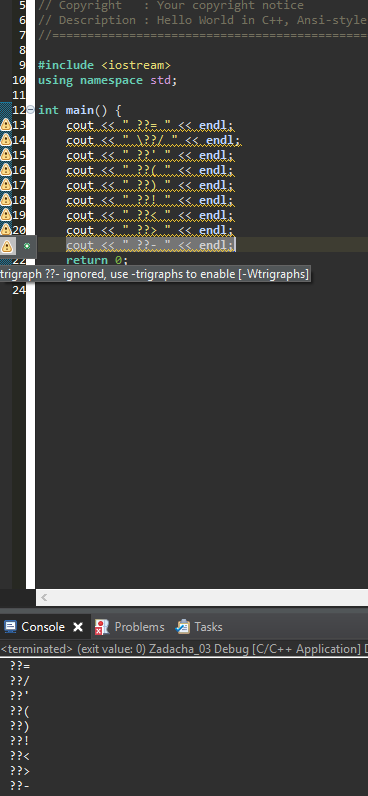 5 // Copyright   : Your copyright notice
6 // Description : Hello World in C++, Ansi-style
7 //==============================================
8
9 #include <iostream>
10 using namespace std;
11
12 int main() {
13     cout << " ??= " << endl;
14     cout << " \??/ " << endl;
15     cout << " ??' " << endl;
16     cout << " ??( " << endl;
17     cout << " ??) " << endl;
18     cout << " ??! " << endl;
19     cout << " ??< " << endl;
20     cout << " ??> " << endl;
cout << " ??- " << endl;
22     return 0;
trigraph ??- ignored, use -trigraphs to enable [-Wtrigraphs]
24
Console Problems Tasks
<terminated> (exit value: 0) Zadacha_03 Debug [C/C++ Application] D
??=
??/
??'
??(
??)
??!
??<
??>
??-